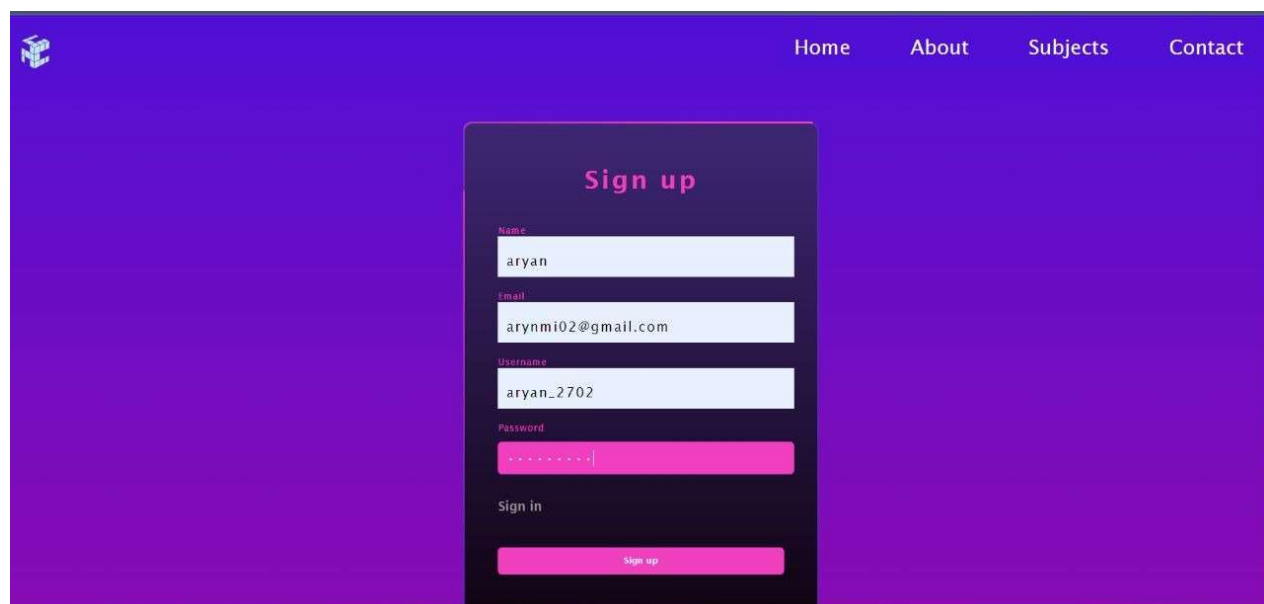 Home About Subjects Contact
Sign up
Name
aryan
Email
arynmi02@gmail.com
Username
aryan_2702
Password
·········
Sign in
Sign up